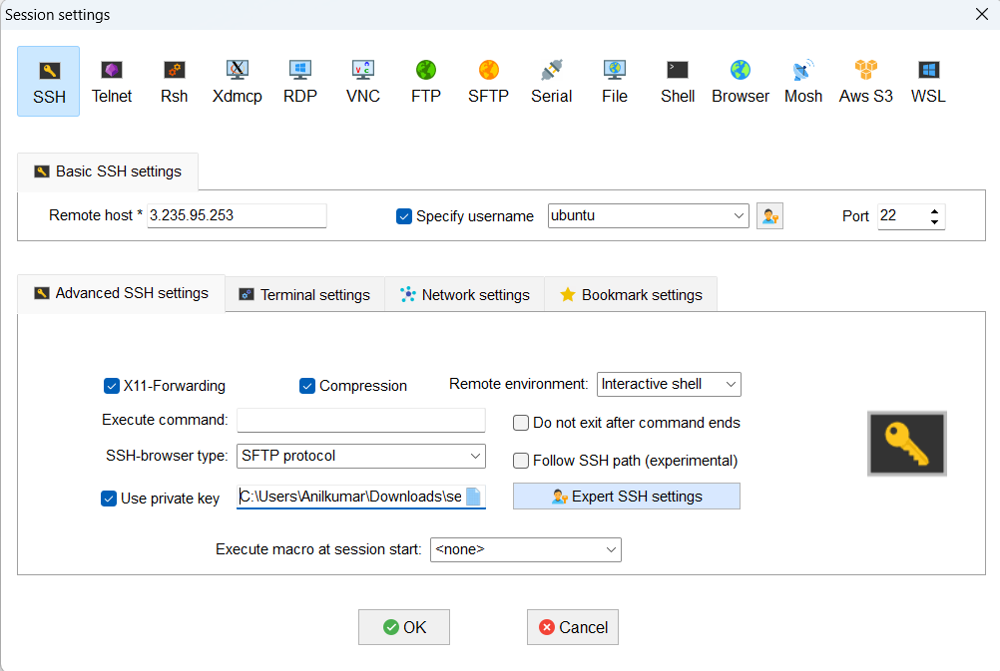 Session settings
SSH Telnet Rsh Xdmcp RDP VNC FTP SFTP Serial File Shell Browser Mosh Aws S3 WSL
Basic SSH settings
Remote host * 3.235.95.253 Specify username ubuntu Port 22
Advanced SSH settings Terminal settings Network settings Bookmark settings
X11-Forwarding Compression Remote environment: Interactive shell
Execute command: Do not exit after command ends
SSH-browser type: SFTP protocol Follow SSH path (experimental)
Use private key C:\Users\Anilkumar\Downloads\se Expert SSH settings
Execute macro at session start: <none>
OK Cancel